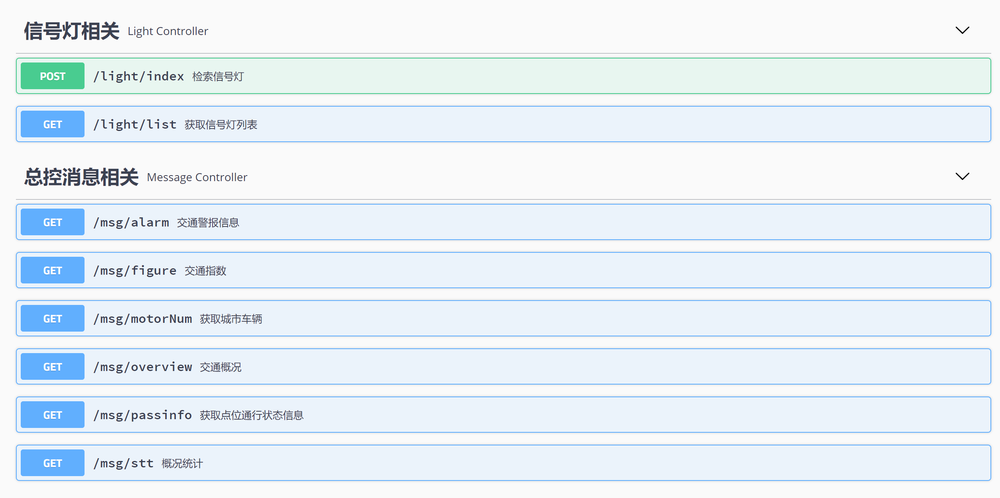 信号灯相关 Light Controller
POST /light/index 检索信号灯
GET /light/list 获取信号灯列表
总控消息相关 Message Controller
GET /msg/alarm 交通警报信息
GET /msg/figure 交通指数
GET /msg/motorNum 获取城市车辆
GET /msg/overview 交通概况
GET /msg/passinfo 获取点位通行状态信息
GET /msg/stt 概况统计